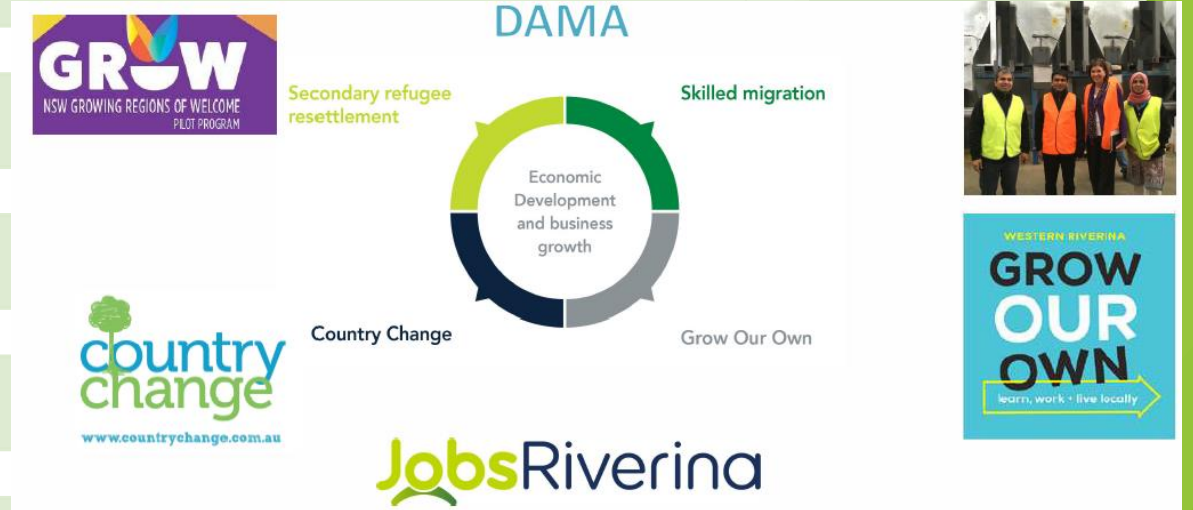 DAMA
GROW
NSW GROWING REGIONS OF WELCOME
PILOT PROGRAM
Secondary refugee
resettlement
Skilled migration
Economic
Development
and business
growth
Country Change
Grow Our Own
country
change
www.countrychange.com.au
WESTERN RIVERINA
GROW
OUR
OWN
learn, work + live locally
JobsRiverina